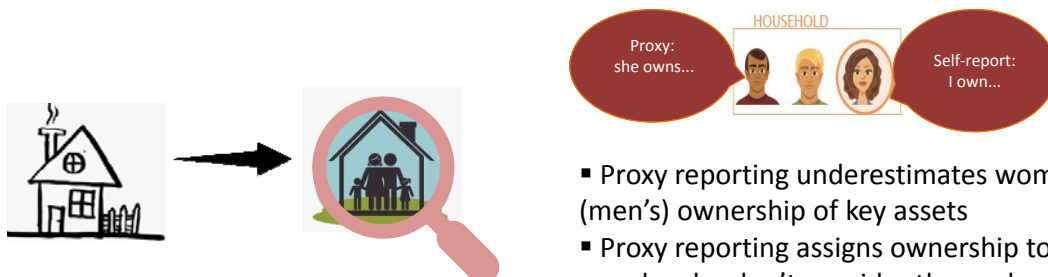 HOUSEHOLD
Proxy:
she owns...
Self-report:
I own...
▪ Proxy reporting underestimates
(men's) ownership of key assets
▪ Proxy reporting assigns ownership to